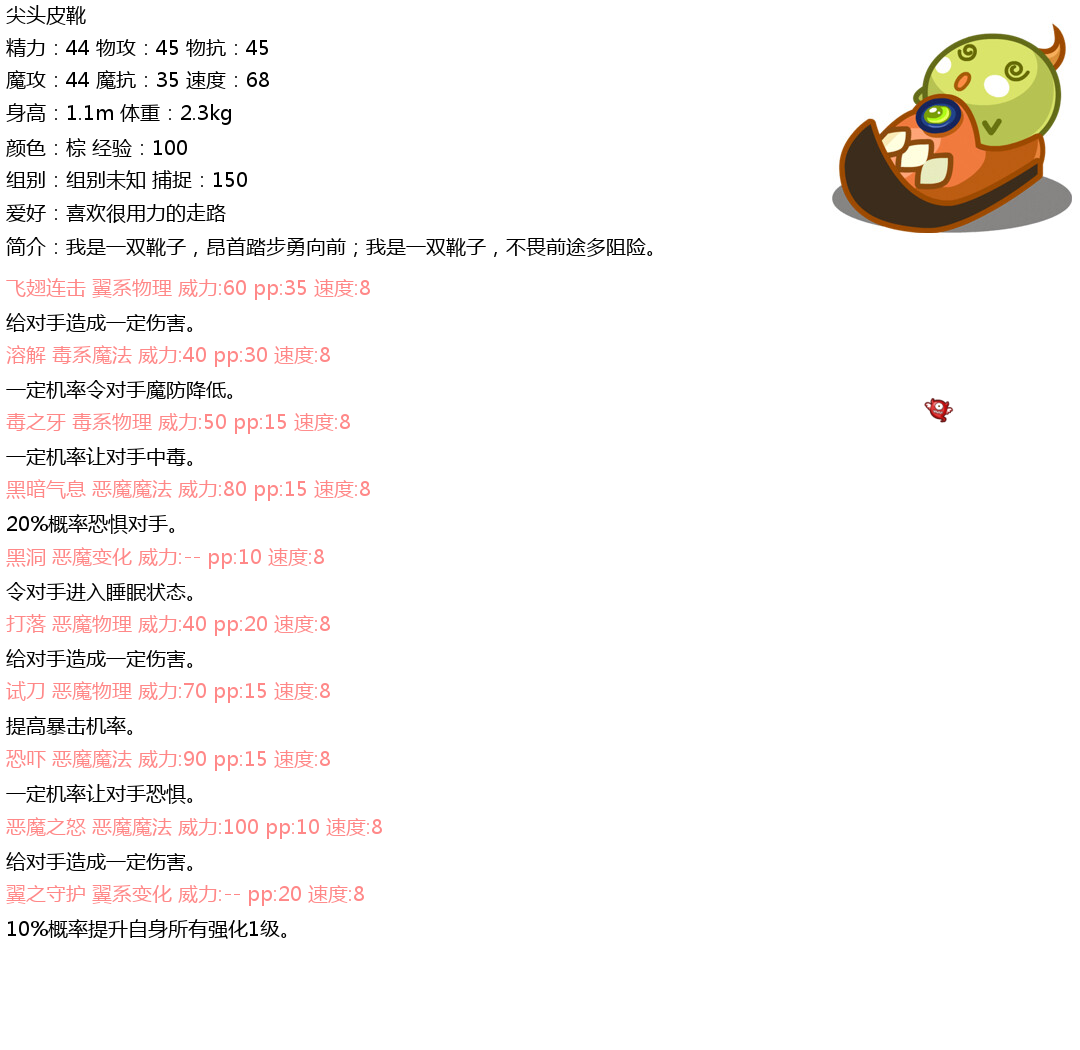 尖头皮靴
精力：44 物攻：45 物抗：45
魔攻：44 魔抗：35 速度：68
身高：1.1m 体重：2.3kg
颜色：棕 经验：100
组别：组别未知 捕捉：150
爱好：喜欢很用力的走路
简介：我是一双靴子，昂首踏步勇向前；我是一双靴子，不畏前途多阻险。
飞翅连击 翼系物理 威力:60 pp:35 速度:8
给对手造成一定伤害。
溶解 毒系魔法 威力:40 pp:30 速度:8
一定机率令对手魔防降低。
毒之牙 毒系物理 威力:50 pp:15 速度:8
一定机率让对手中毒。
黑暗气息 恶魔魔法 威力:80 pp:15 速度:8
20%概率恐惧对手。
黑洞 恶魔变化 威力:-- pp:10 速度:8
令对手进入睡眠状态。
打落 恶魔物理 威力:40 pp:20 速度:8
给对手造成一定伤害。
试刀 恶魔物理 威力:70 pp:15 速度:8
提高暴击机率。
恐吓 恶魔魔法 威力:90 pp:15 速度:8
一定机率让对手恐惧。
恶魔之怒 恶魔魔法 威力:100 pp:10 速度:8
给对手造成一定伤害。
翼之守护 翼系变化 威力:-- pp:20 速度:8
10%概率提升自身所有强化1级。